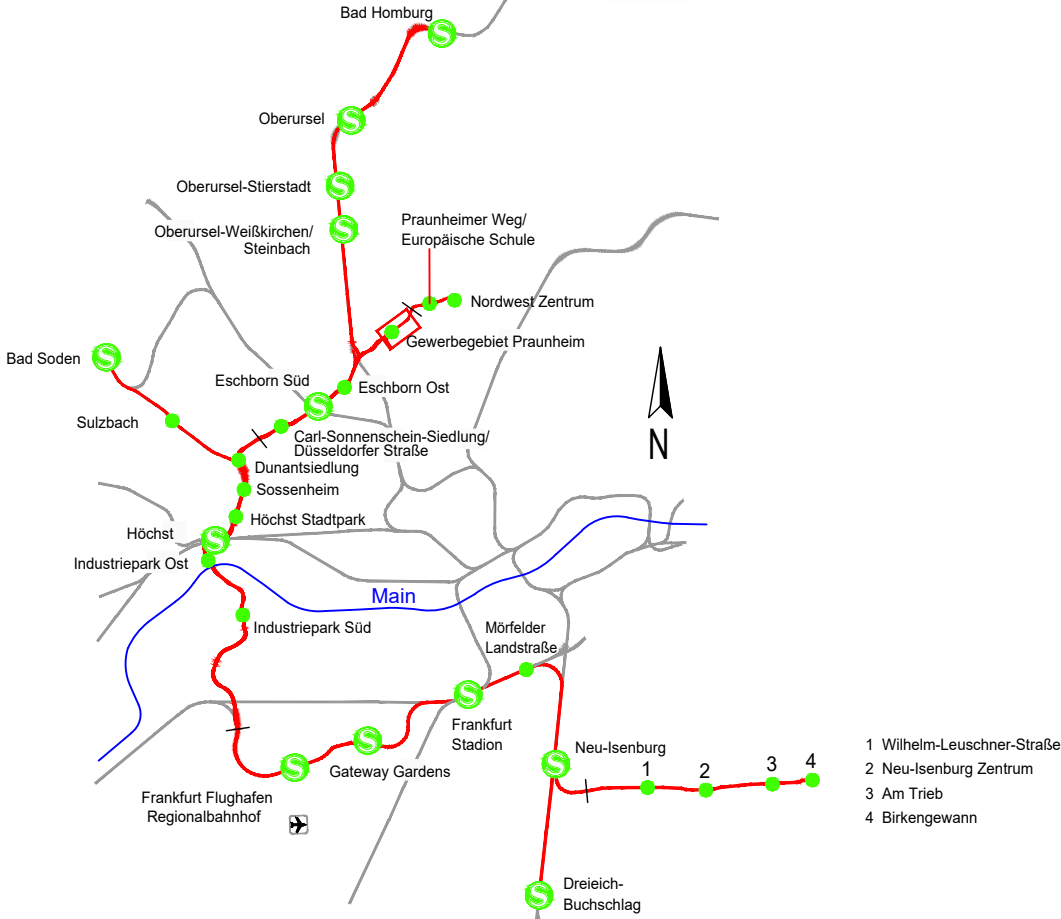 Bad Homburg
Oberursel
Oberursel-Stierstadt
Oberursel-Weißkirchen/
Steinbach
Praunheimer Weg/
Europäische Schule
Nordwest Zentrum
Gewerbegebiet Praunheim
Bad Soden
Eschborn Süd
Eschborn Ost
Sulzbach
Carl-Sonnenschein-Siedlung/
Düsseldorfer Straße
Dunantsiedlung
N
Sossenheim
Höchst Stadtpark
Höchst
Industriepark Ost
Main
Industriepark Süd
Mörfelder
Landstraße
Frankfurt
Stadion
Neu-Isenburg
Gateway Gardens
Frankfurt Flughafen
Regionalbahnhof
1 2 3 4
1 Wilhelm-Leuschner-Straße
2 Neu-Isenburg Zentrum
3 Am Trieb
4 Birkengewann
Dreieich-
Buchschlag
S
S
S
S
S
S
S
S
S
S
S
S